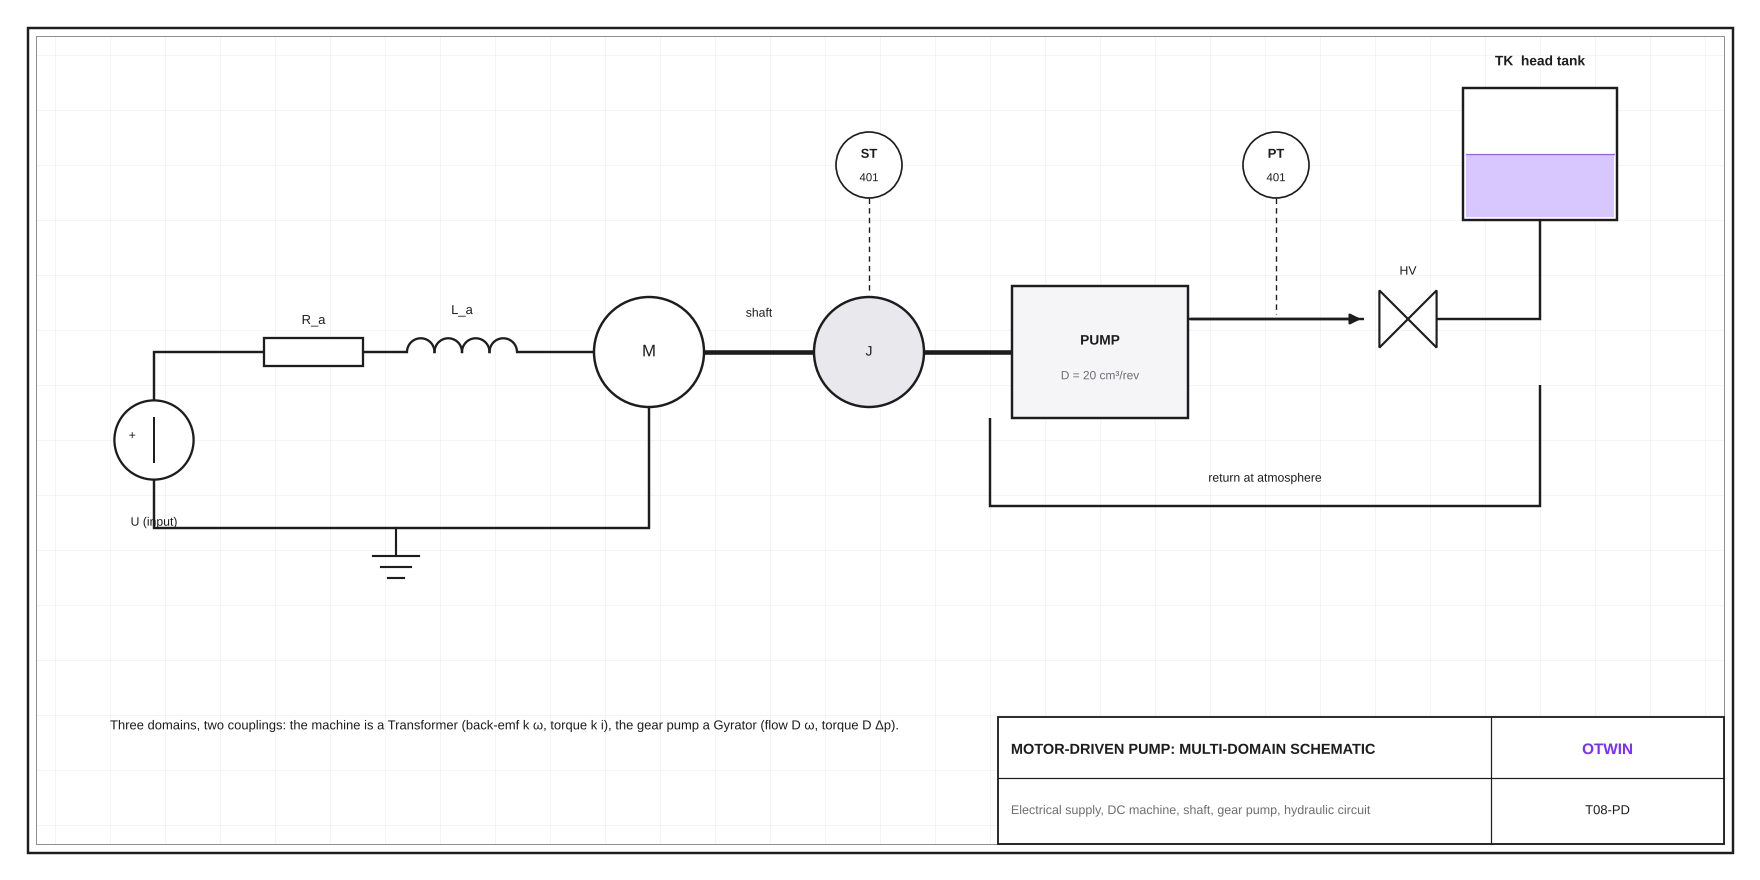 TK  head tank
ST
401
PT
401
HV
R_a
L_a
shaft
M
J
PUMP
D = 20 cm³/rev
+
U (input)
return at atmosphere
Three domains, two couplings: the machine is a Transformer (back-emf k ω, torque k i), the gear pump a Gyrator (flow D ω, torque D Δp).
MOTOR-DRIVEN PUMP: MULTI-DOMAIN SCHEMATIC
OTWIN
Electrical supply, DC machine, shaft, gear pump, hydraulic circuit
T08-PD